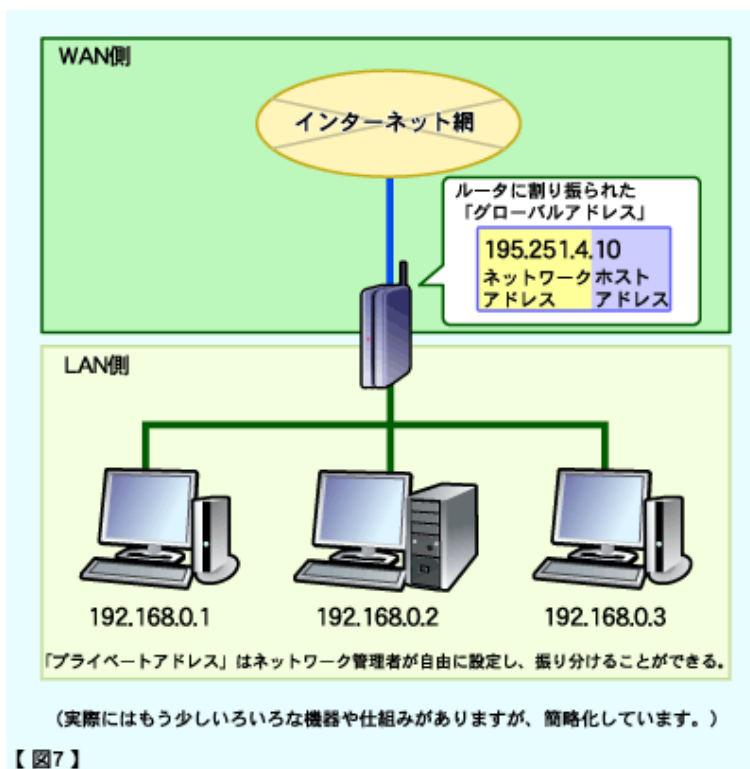 WAN側
インターネット網
ルータに割り振られた
「グローバルアドレス」
195.251.4.10
ネットワーク ホスト
アドレス アドレス
LAN側
192.168.0.1 192.168.0.2 192.168.0.3
「プライベートアドレス」はネットワーク管理者が自由に設定し、振り分けることができる。
（実際にはもう少しいろいろな機器や仕組みがありますが、簡略化しています。）
【 図7 】